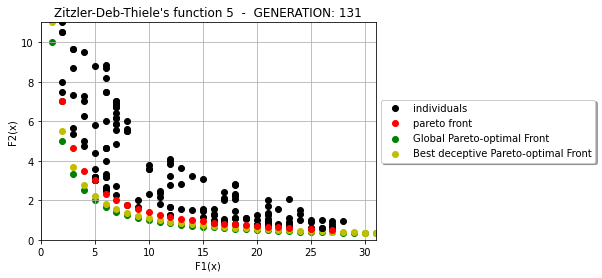 Zitzler-Deb-Thiele's function 5 - GENERATION: 131
10
8
6
4
2
0
F2(x)
0 5 10 15 20 25 30
F1(x)
individuals
pareto front
Global Pareto-optimal Front
Best deceptive Pareto-optimal Front